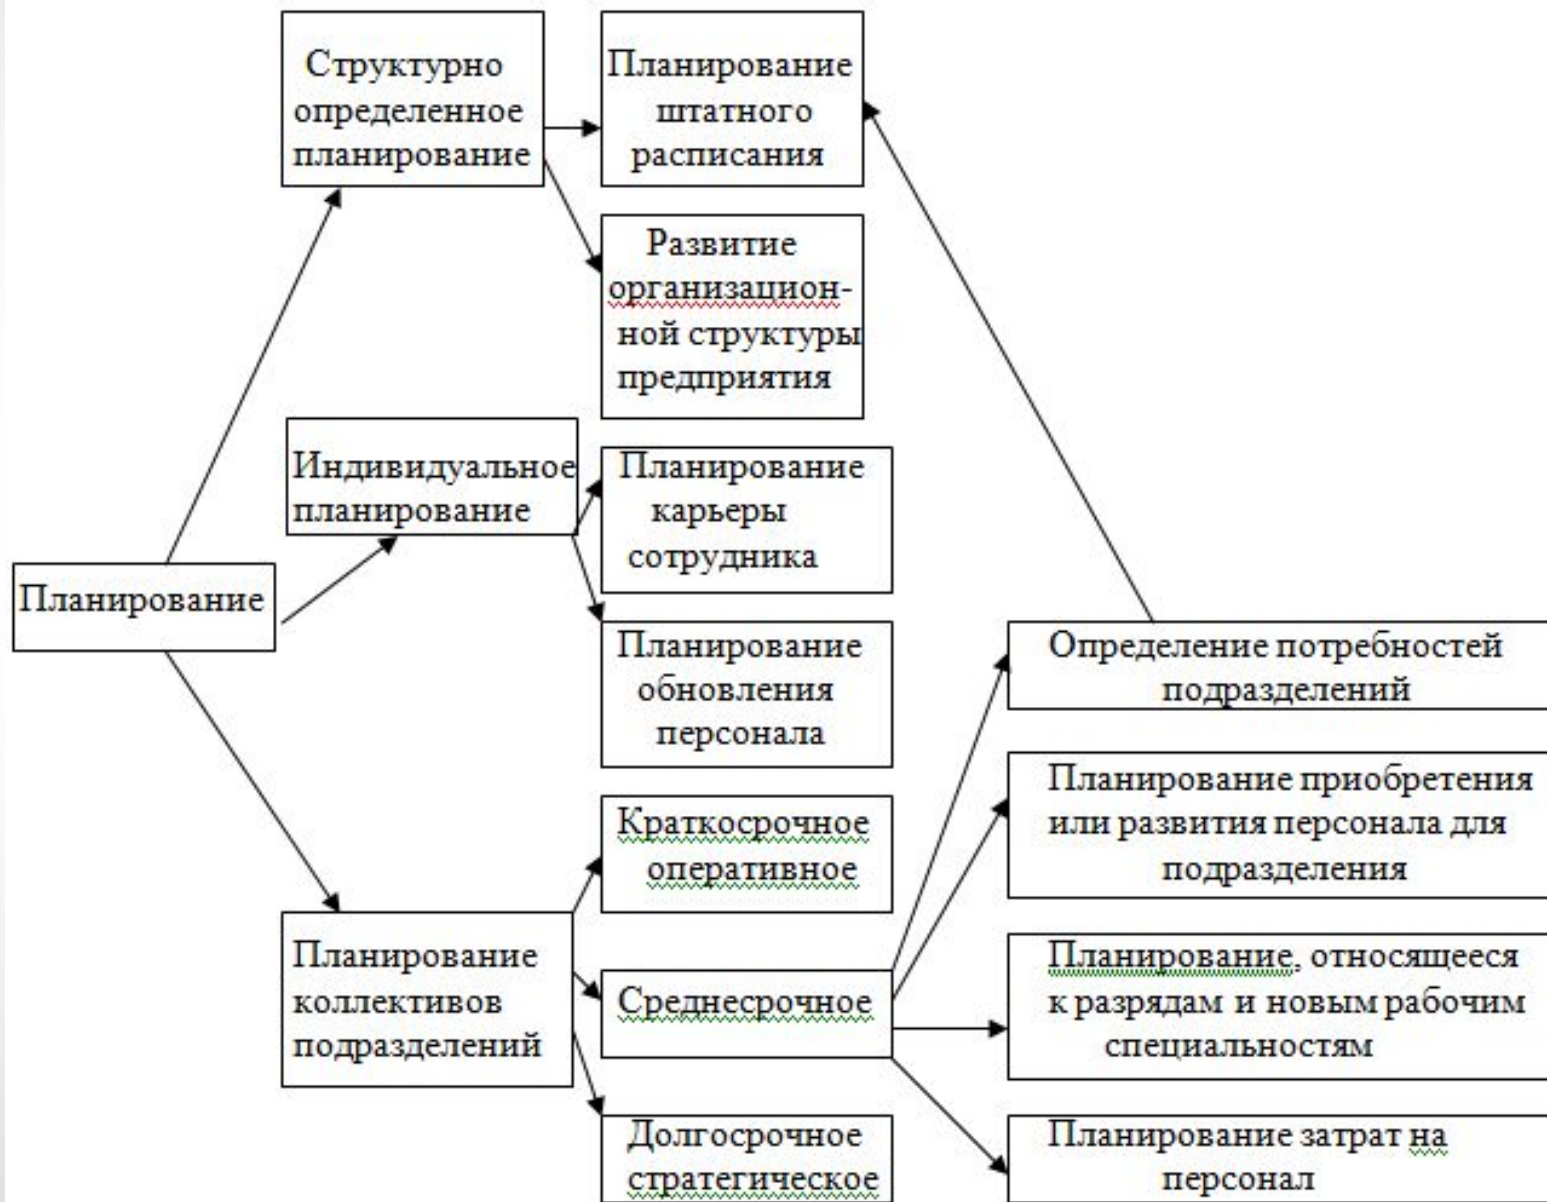 Структурно
определенное
планирование
Планирование
штатного
расписания
Развитие
организацион-
ной структуры
предприятия
Индивидуальное
планирование
Планирование
карьеры
сотрудника
Планирование
Планирование
обновления
персонала
Определение потребностей
подразделений
Планирование приобретения
или развития персонала для
подразделения
Краткосрочное
оперативное
Планирование
коллективов
подразделений
Среднесрочное
Планирование, относящееся
к разрядам и новым рабочим
специальностям
Долгосрочное
стратегическое
Планирование затрат на
персонал